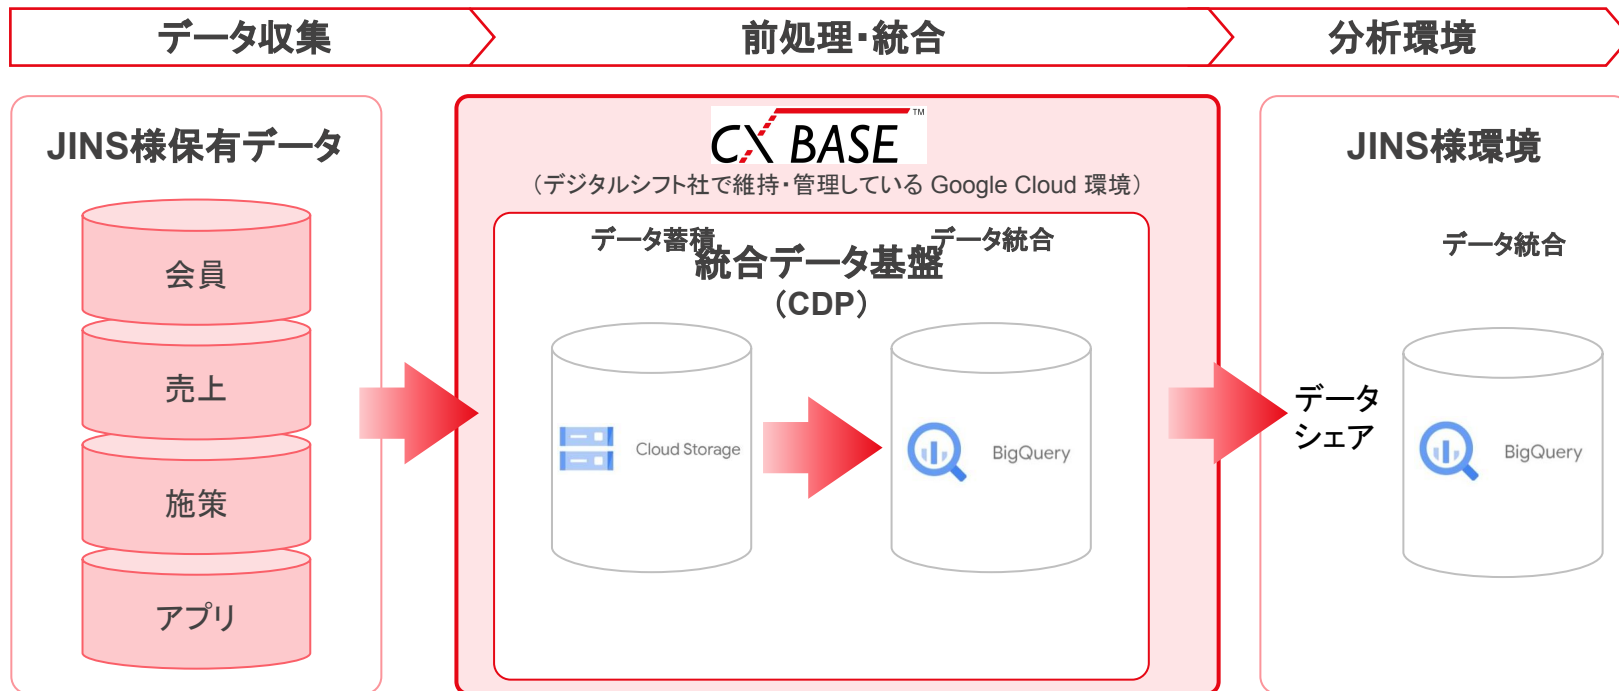 データ収集
前処理・統合
分析環境
JINS様保有データ
会員
売上
施策
アプリ
CX BASE™
（デジタルシフト社で維持・管理している Google Cloud 環境）
データ蓄積
データ統合
統合データ基盤
（CDP）
Cloud Storage
BigQuery
JINS様環境
データ統合
データ
シェア
BigQuery